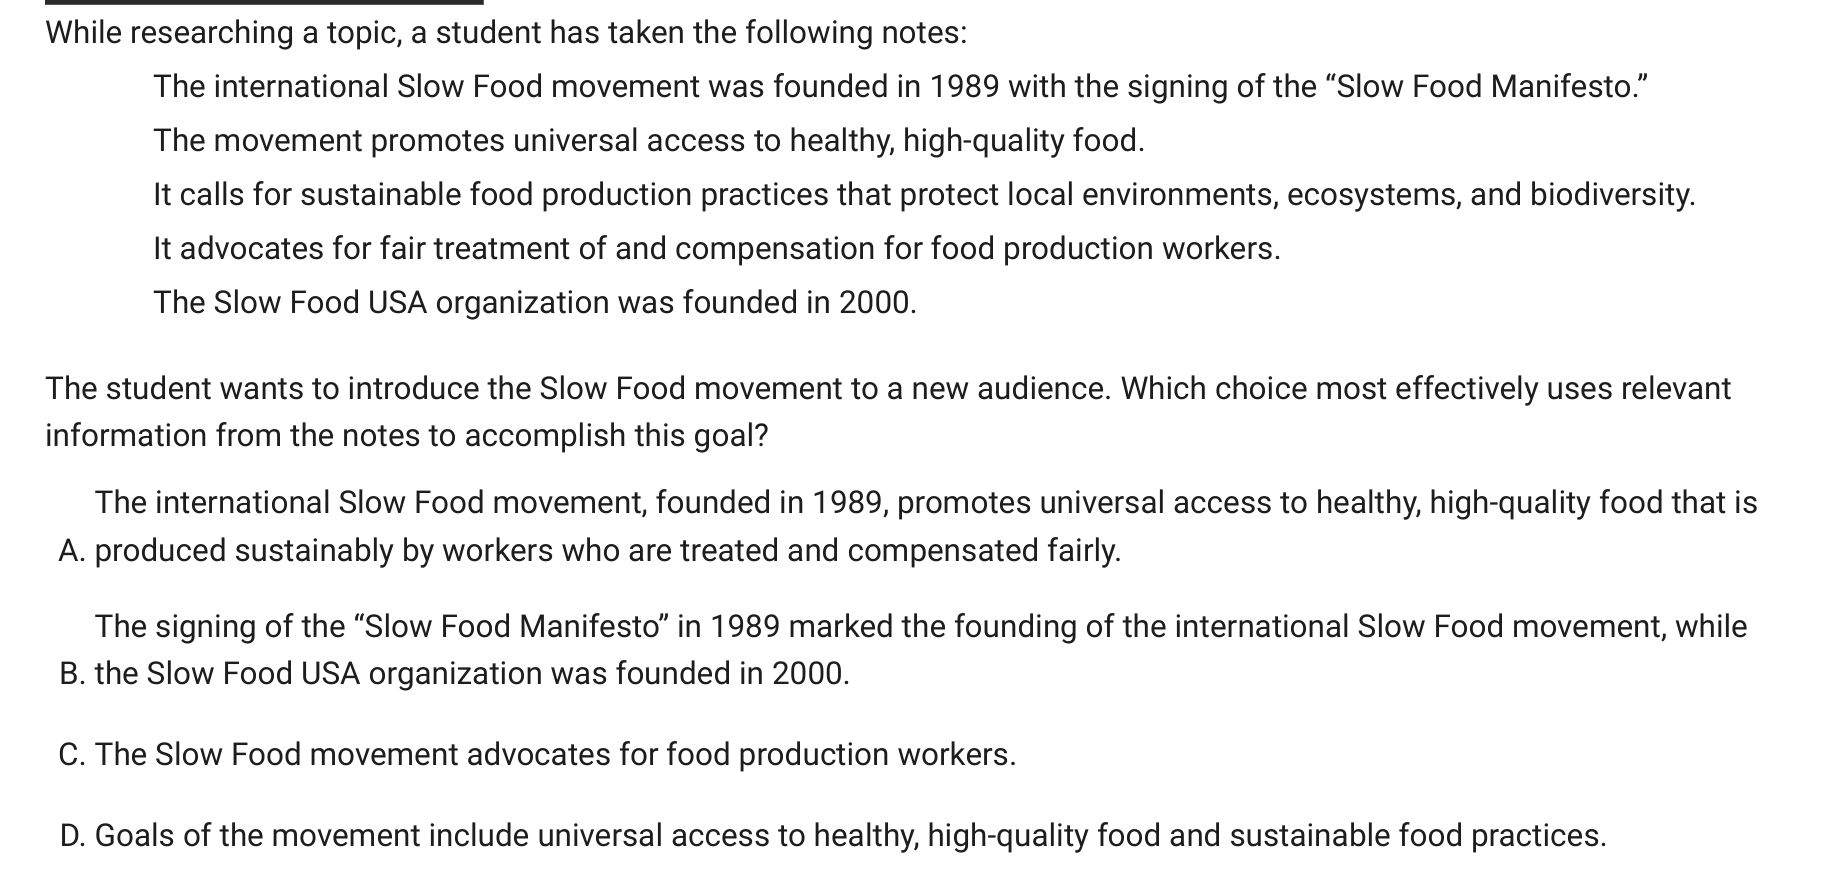 While researching a topic, a student has taken the following notes:
The international Slow Food movement was founded in 1989 with the signing of the “Slow Food Manifesto.”
The movement promotes universal access to healthy, high-quality food.
It calls for sustainable food production practices that protect local environments, ecosystems, and biodiversity.
It advocates for fair treatment of and compensation for food production workers.
The Slow Food USA organization was founded in 2000.
The student wants to introduce the Slow Food movement to a new audience. Which choice most effectively uses relevant
information from the notes to accomplish this goal?
The international Slow Food movement, founded in 1989, promotes universal access to healthy, high-quality food that is
A. produced sustainably by workers who are treated and compensated fairly.
The signing of the “Slow Food Manifesto” in 1989 marked the founding of the international Slow Food movement, while
B. the Slow Food USA organization was founded in 2000.
C. The Slow Food movement advocates for food production workers.
D. Goals of the movement include universal access to healthy, high-quality food and sustainable food practices.